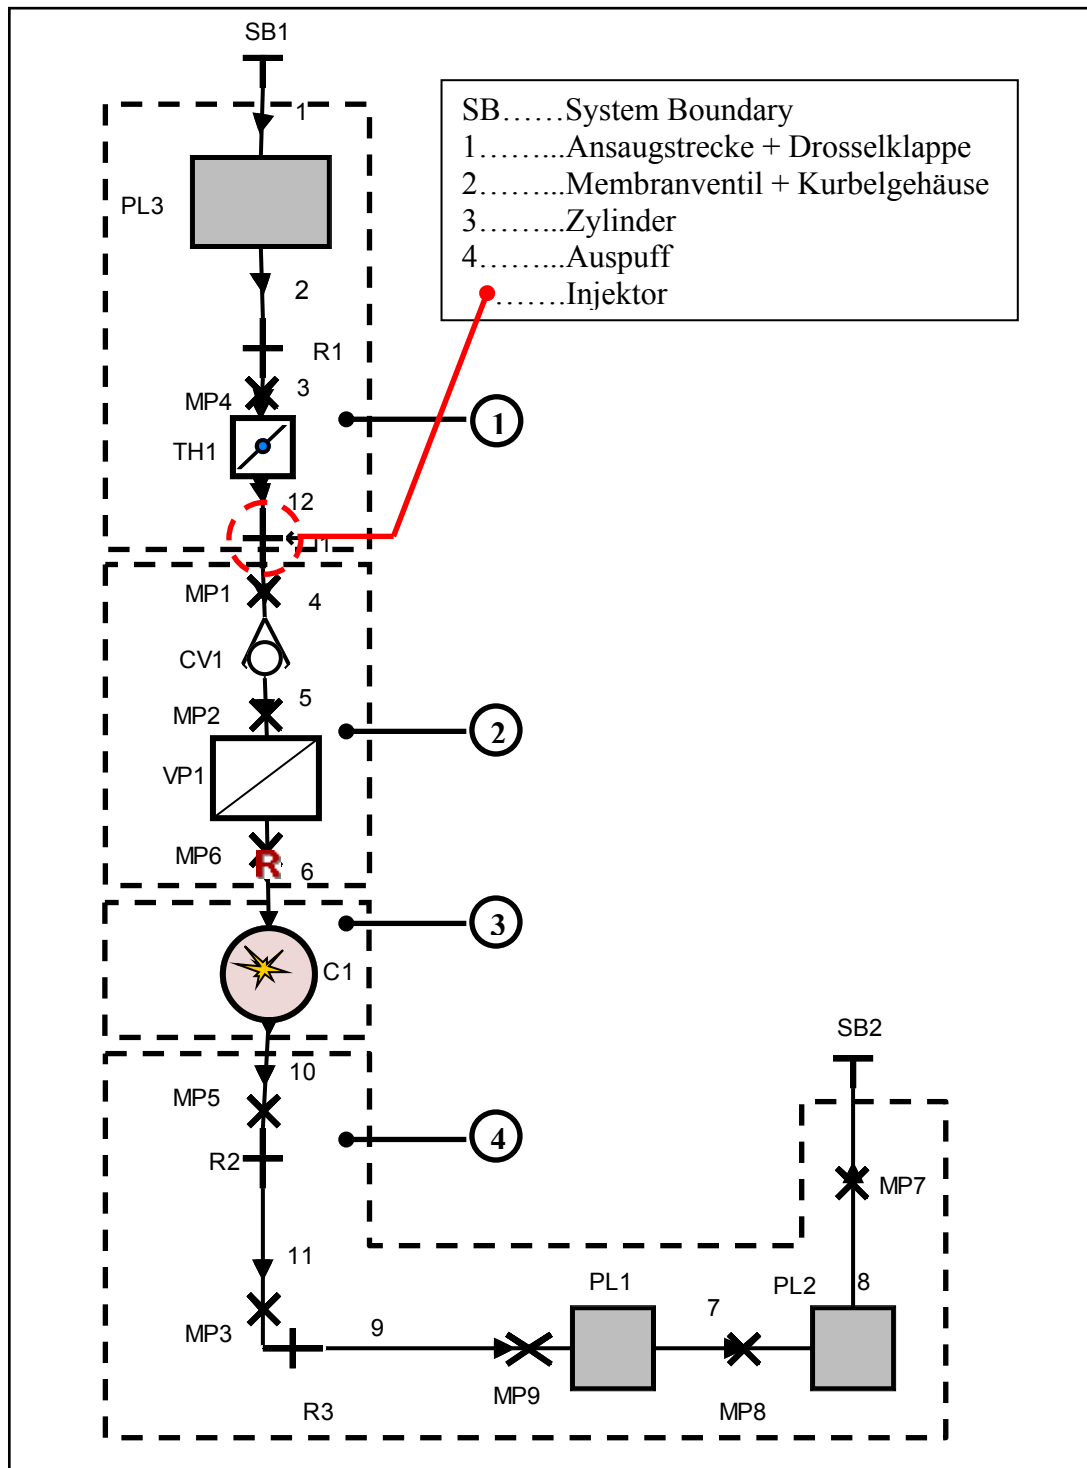 SB1
1
SB......System Boundary
1.........Ansaugstrecke + Drosselklappe
2.........Membranventil + Kurbelgehäuse
3.........Zylinder
4.........Auspuff
.......Injektor
PL3
2
R1
3
MP4
TH1
1
12
I1
MP1
4
CV1
5
MP2
2
VP1
MP6
R
6
3
C1
SB2
10
MP5
4
R2
MP7
11
PL1
PL2
8
7
9
MP3
MP9
MP8
R3